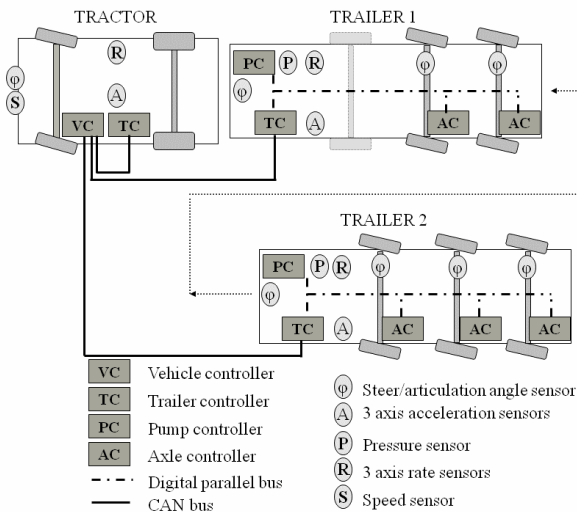 TRACTOR
TRAILER 1
φ
S
R
A
VC
TC
PC
P
R
φ
TC
A
φ
φ
AC
AC
TRAILER 2
PC
P
R
φ
TC
A
φ
φ
φ
AC
AC
AC
VC Vehicle controller
TC Trailer controller
PC Pump controller
AC Axle controller
Digital parallel bus
CAN bus
φ Steer/articulation angle sensor
A 3 axis acceleration sensors
P Pressure sensor
R 3 axis rate sensors
S Speed sensor